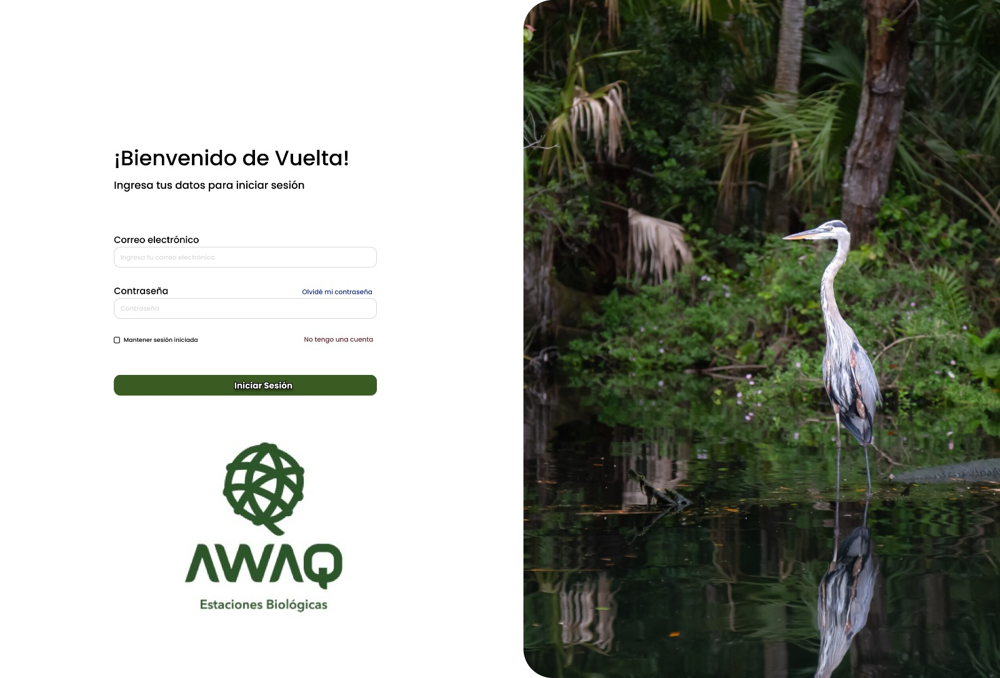 ¡Bienvenido de Vuelta!
Ingresa tus datos para iniciar sesión
Correo electrónico
Ingresa tu correo electrónico
Contraseña
Olvidé mi contraseña
Contraseña
Mantener sesión iniciada
No tengo una cuenta
Iniciar Sesión
AWAQ
Estaciones Biológicas